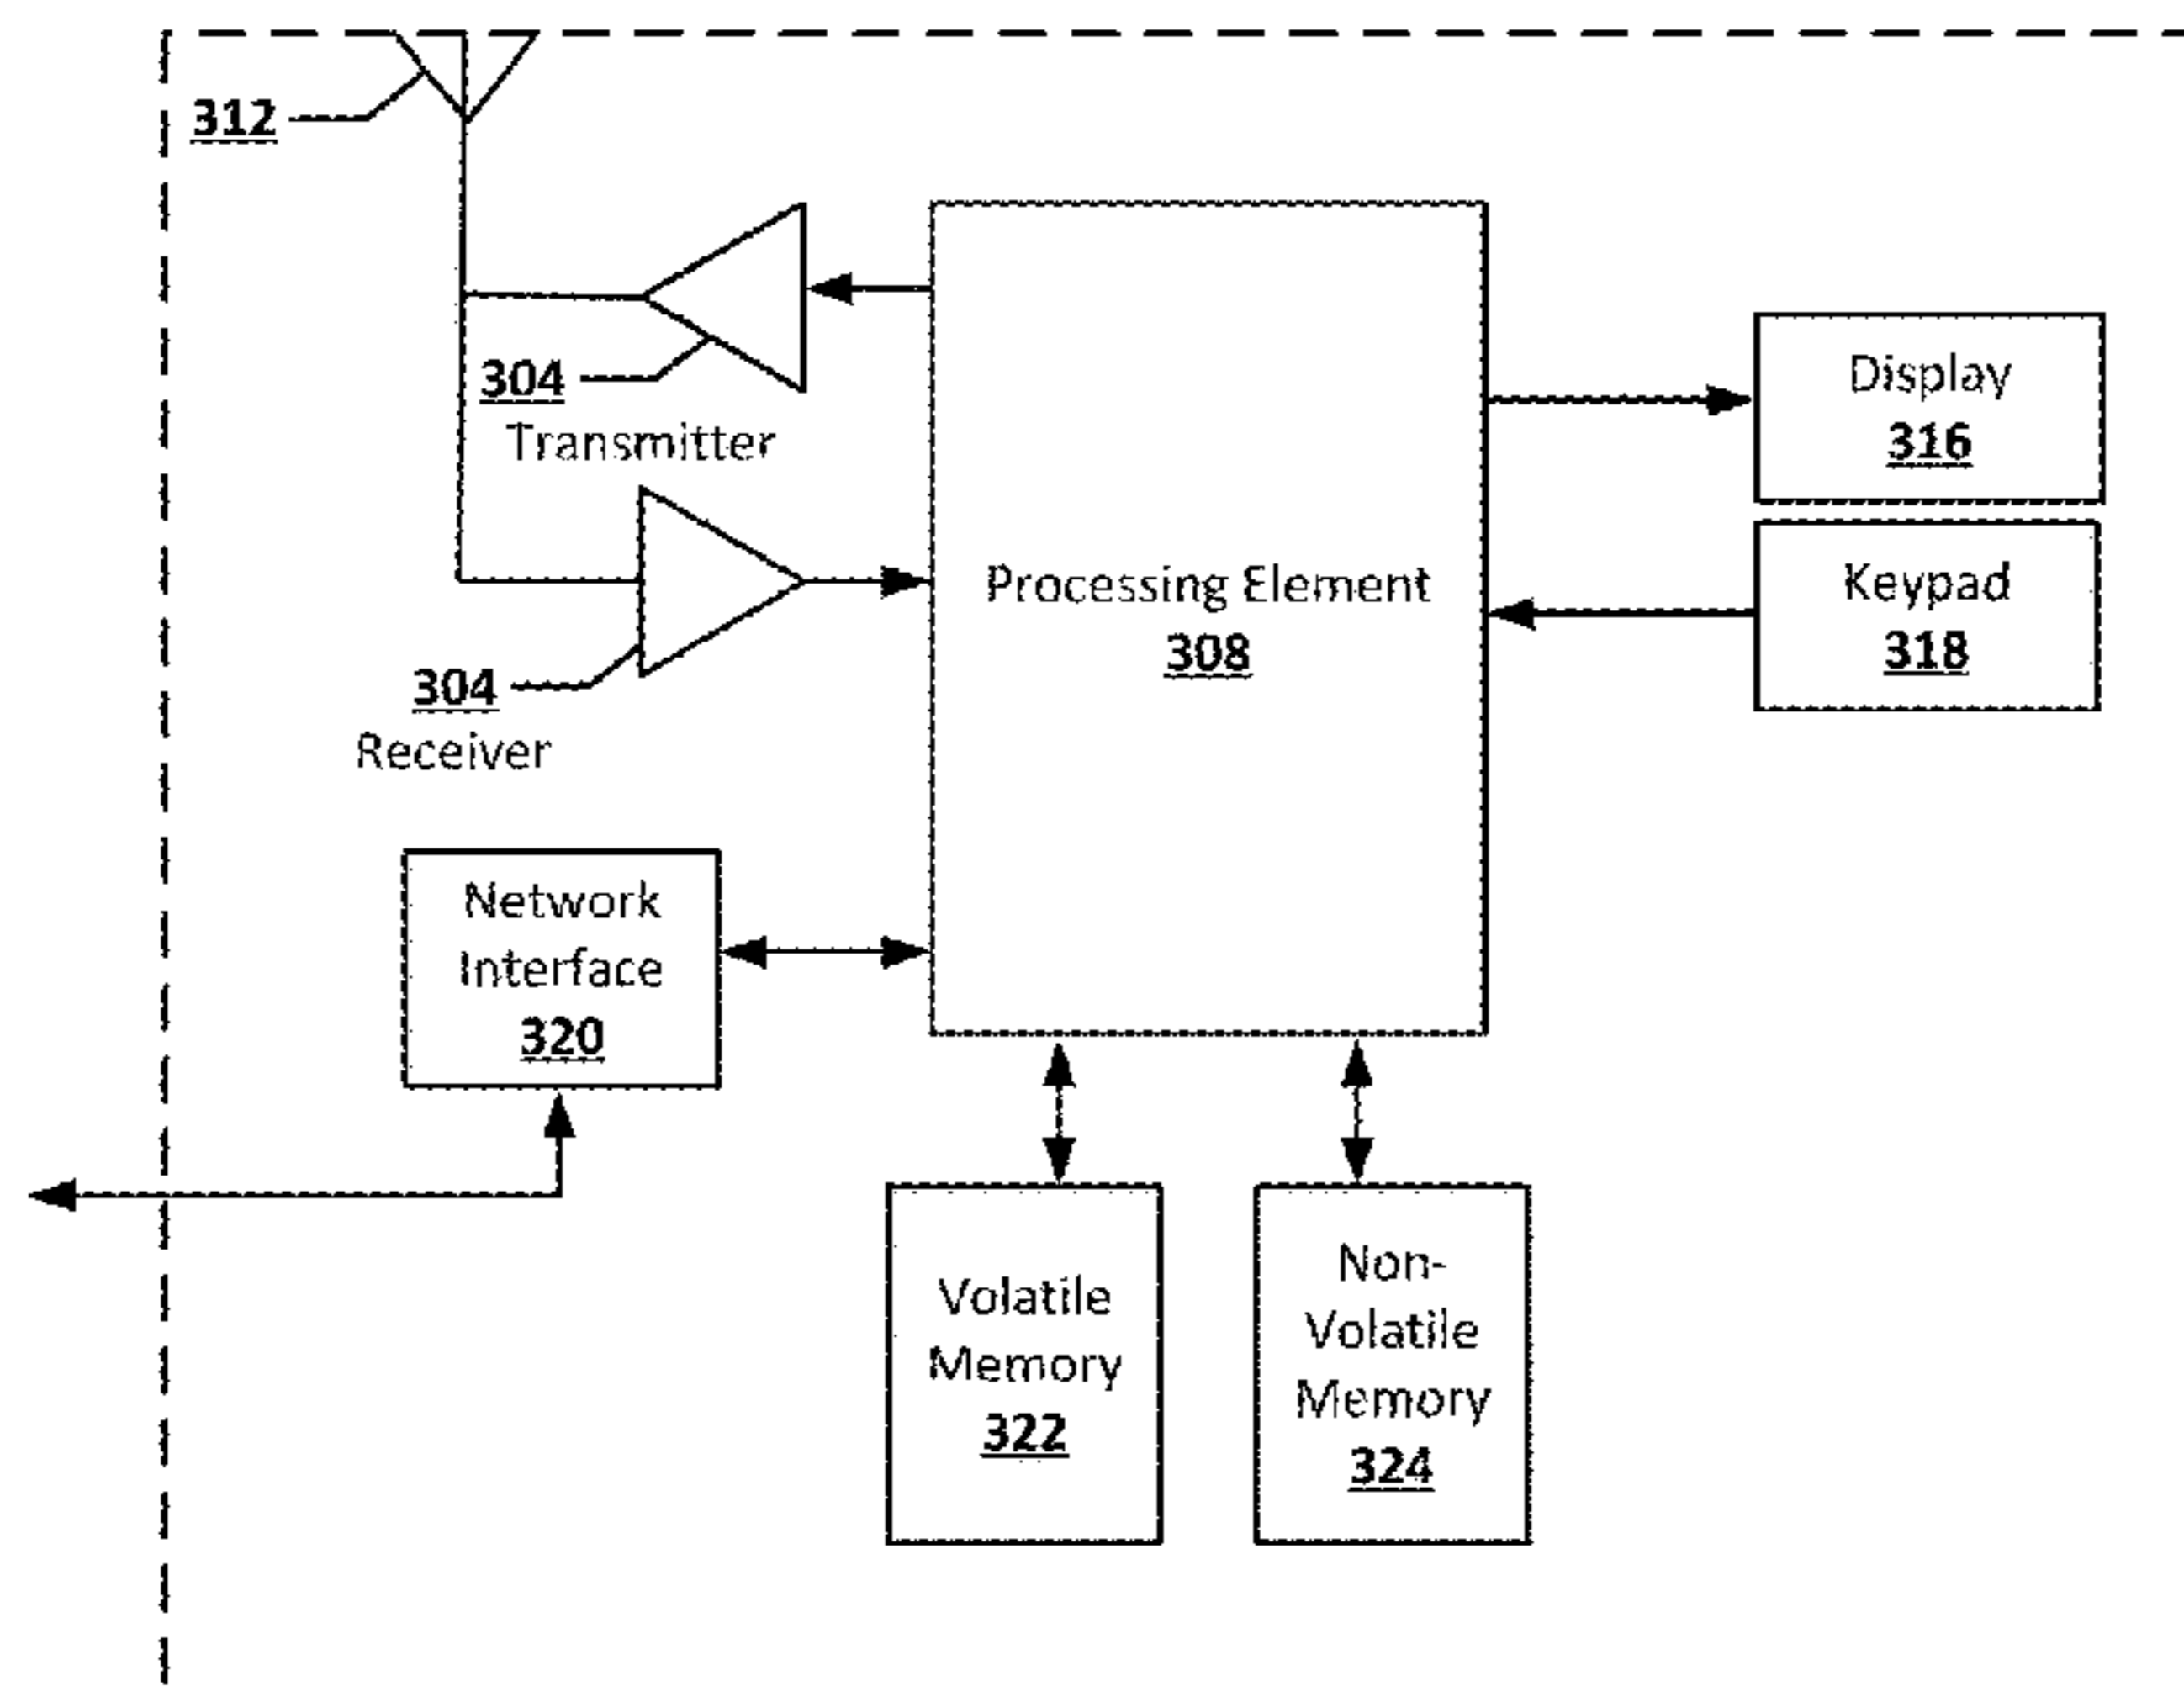 312
304
Transmitter
304
Receiver
Processing Element
308
Display
316
Keypad
318
Network
Interface
320
Volatile
Memory
322
Non-
Volatile
Memory
324